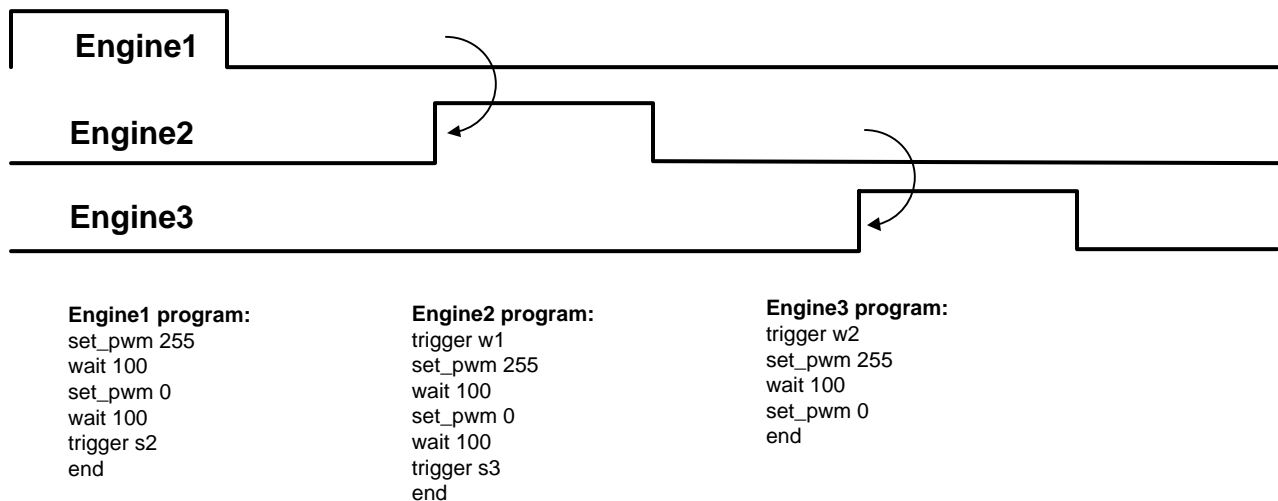 Engine1
Engine2
Engine3
Engine1 program:
set_pwm 255
wait 100
set_pwm 0
wait 100
trigger s2
end
Engine2 program:
trigger w1
set_pwm 255
wait 100
set_pwm 0
wait 100
trigger s3
end
Engine3 program:
trigger w2
set_pwm 255
wait 100
set_pwm 0
end